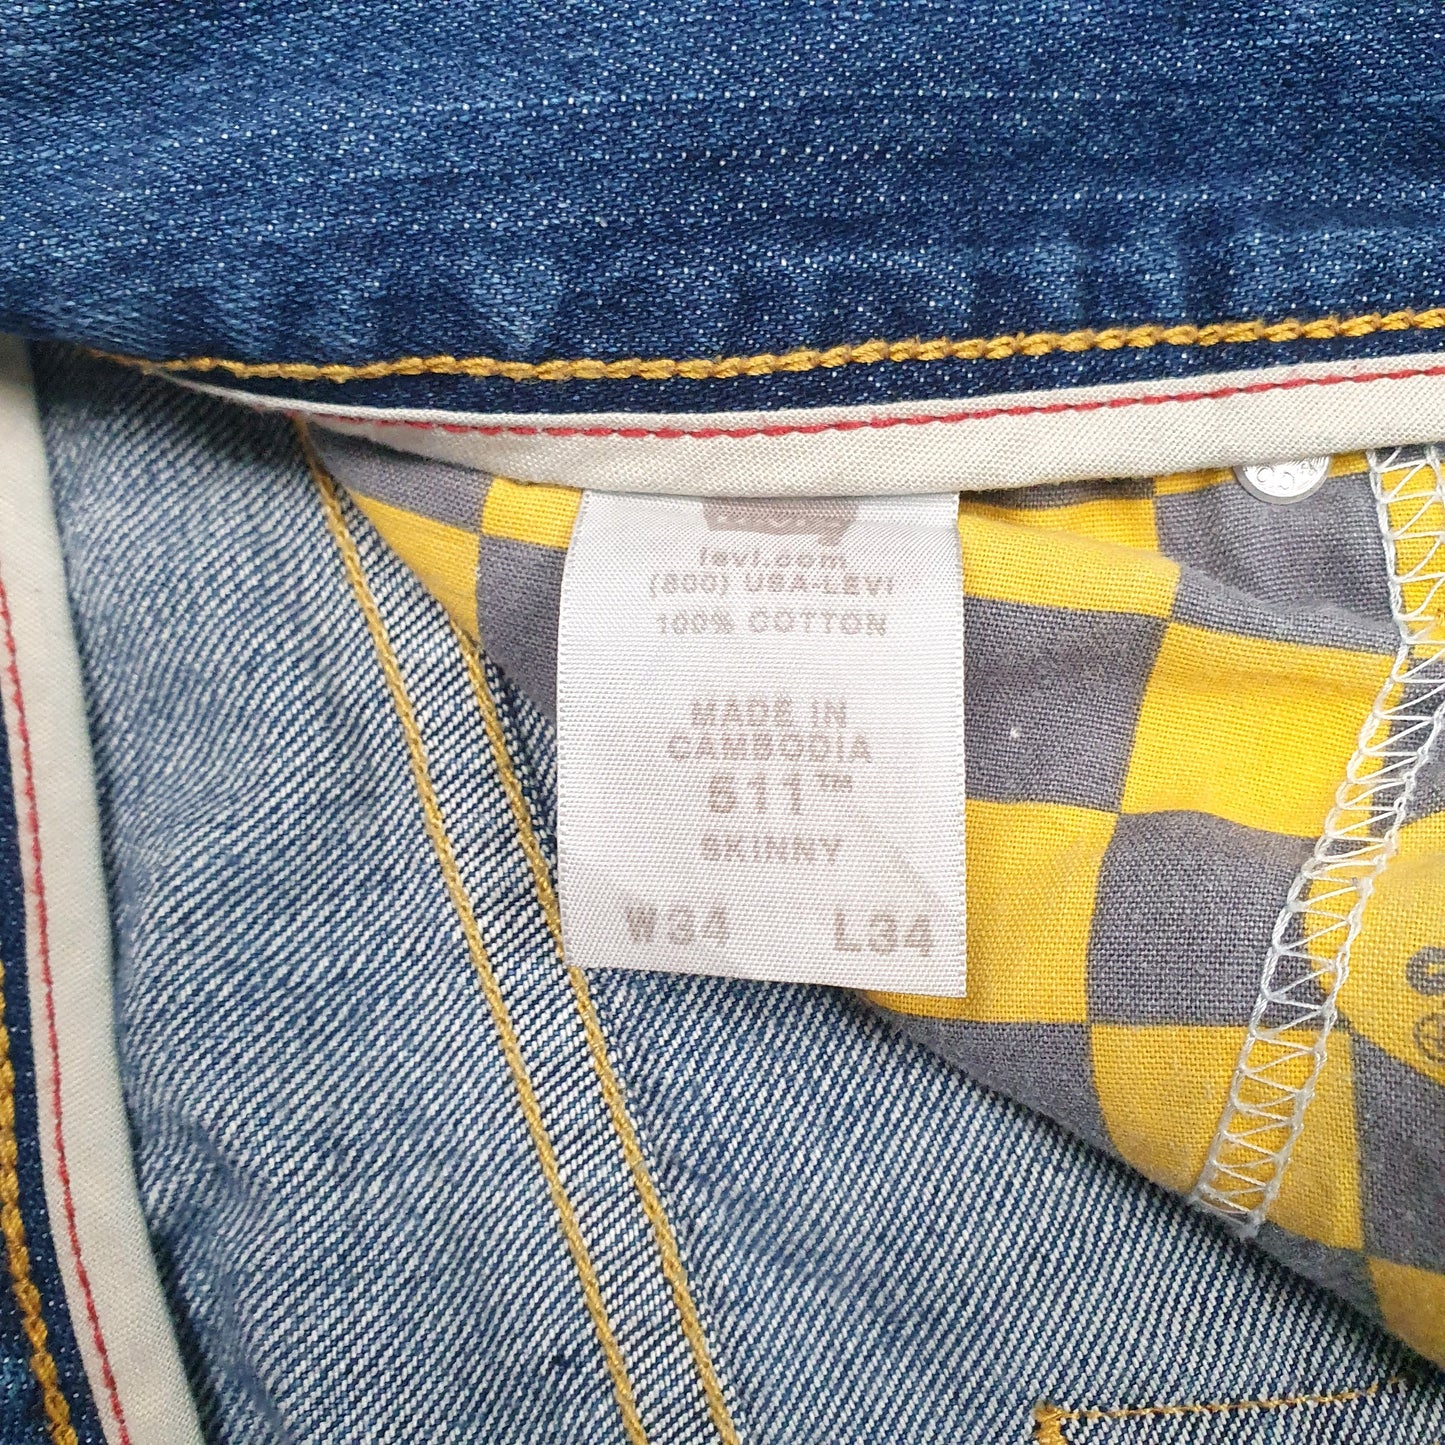 levi.com
(800) USA-LEVI
100% COTTON
MADE IN
CAMBODIA
511™
SKINNY
W34 L34